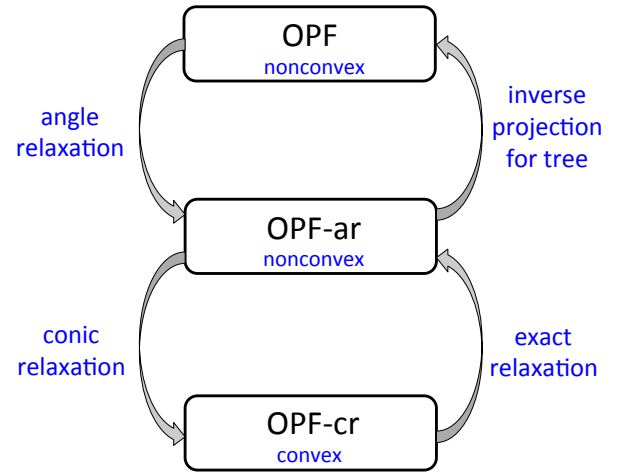 OPF
nonconvex
angle
relaxation
inverse
projection
for tree
OPF-ar
nonconvex
conic
relaxation
exact
relaxation
OPF-cr
convex